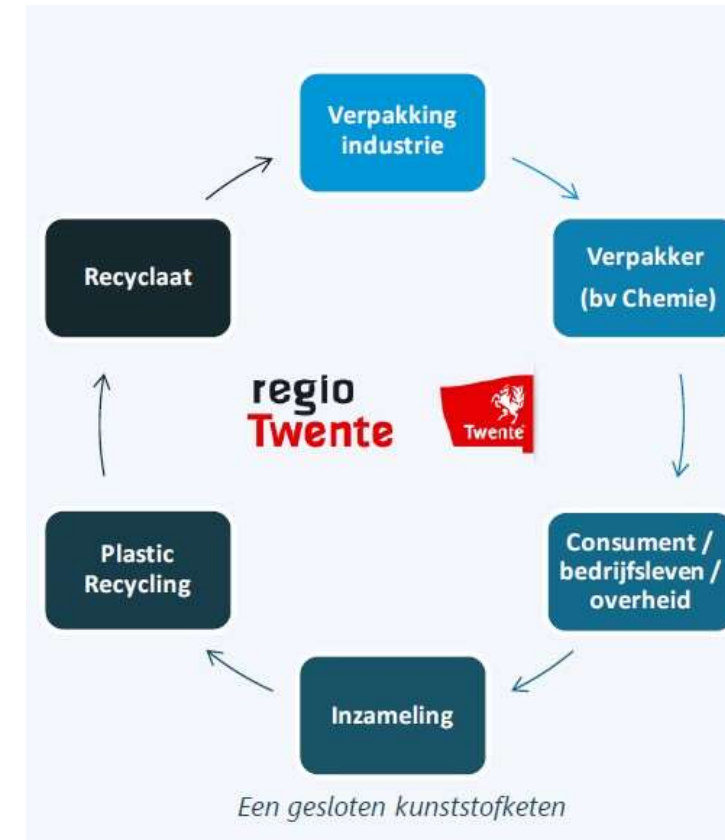 Verpakking
industrie
Verpakker
(bv Chemie)
Consument /
bedrijfsleven /
overheid
Inzameling
Plastic
Recycling
Recyclaat
regio
Twente
Twente
Een gesloten kunststofketen